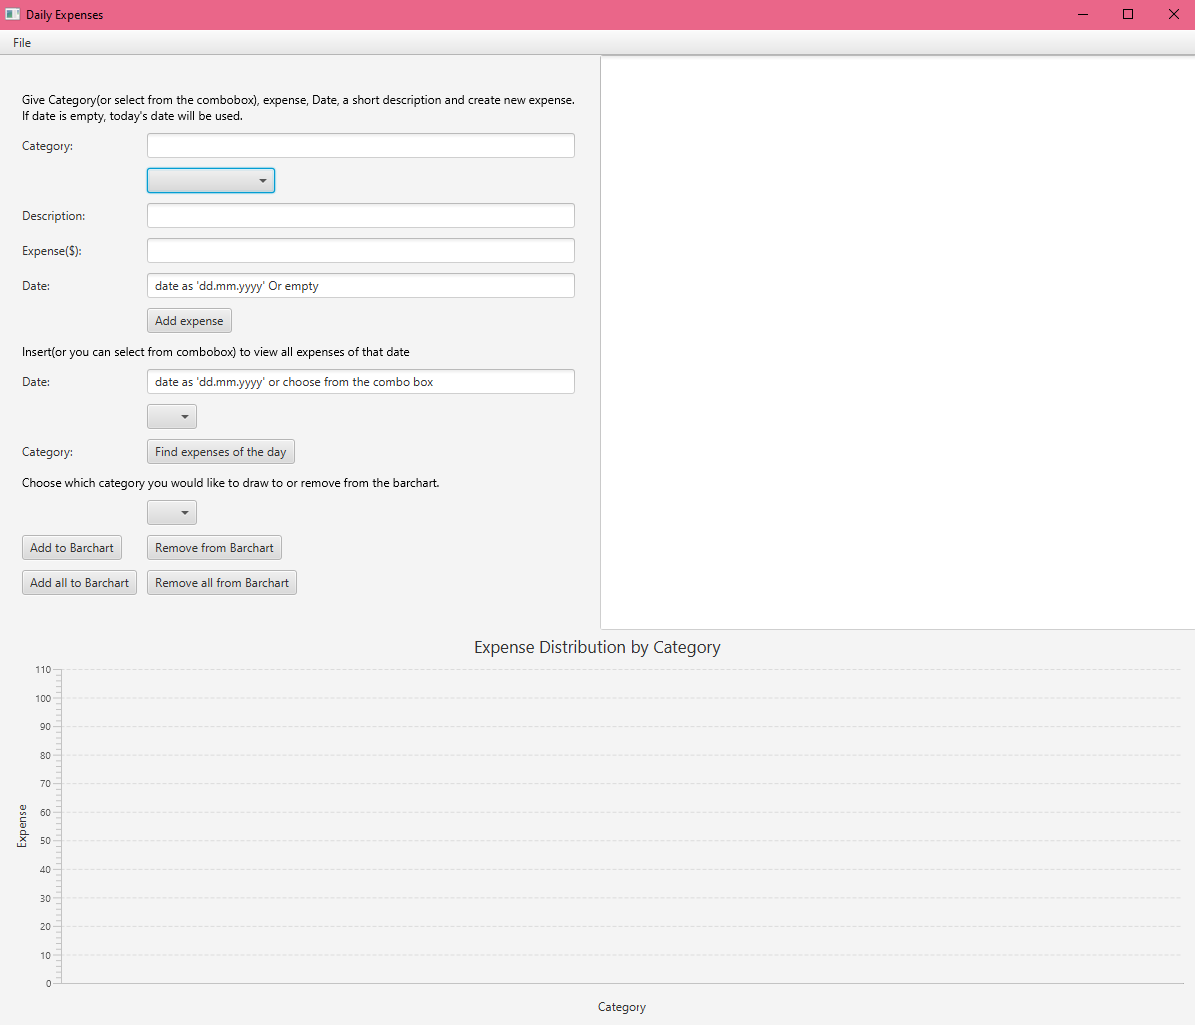 Daily Expenses
File
Give Category(or select from the combobox), expense, Date, a short description and create new expense.
If date is empty, today's date will be used.
Category:
Description:
Expense($):
Date:
date as 'dd.mm.yyyy' Or empty
Add expense
Insert(or you can select from combobox) to view all expenses of that date
Date:
date as 'dd.mm.yyyy' or choose from the combo box
Category:
Find expenses of the day
Choose which category you would like to draw to or remove from the barchart.
Add to Barchart
Remove from Barchart
Add all to Barchart
Remove all from Barchart
Expense Distribution by Category
110
100
90
80
70
60
50
40
30
20
10
0
Expense
Category